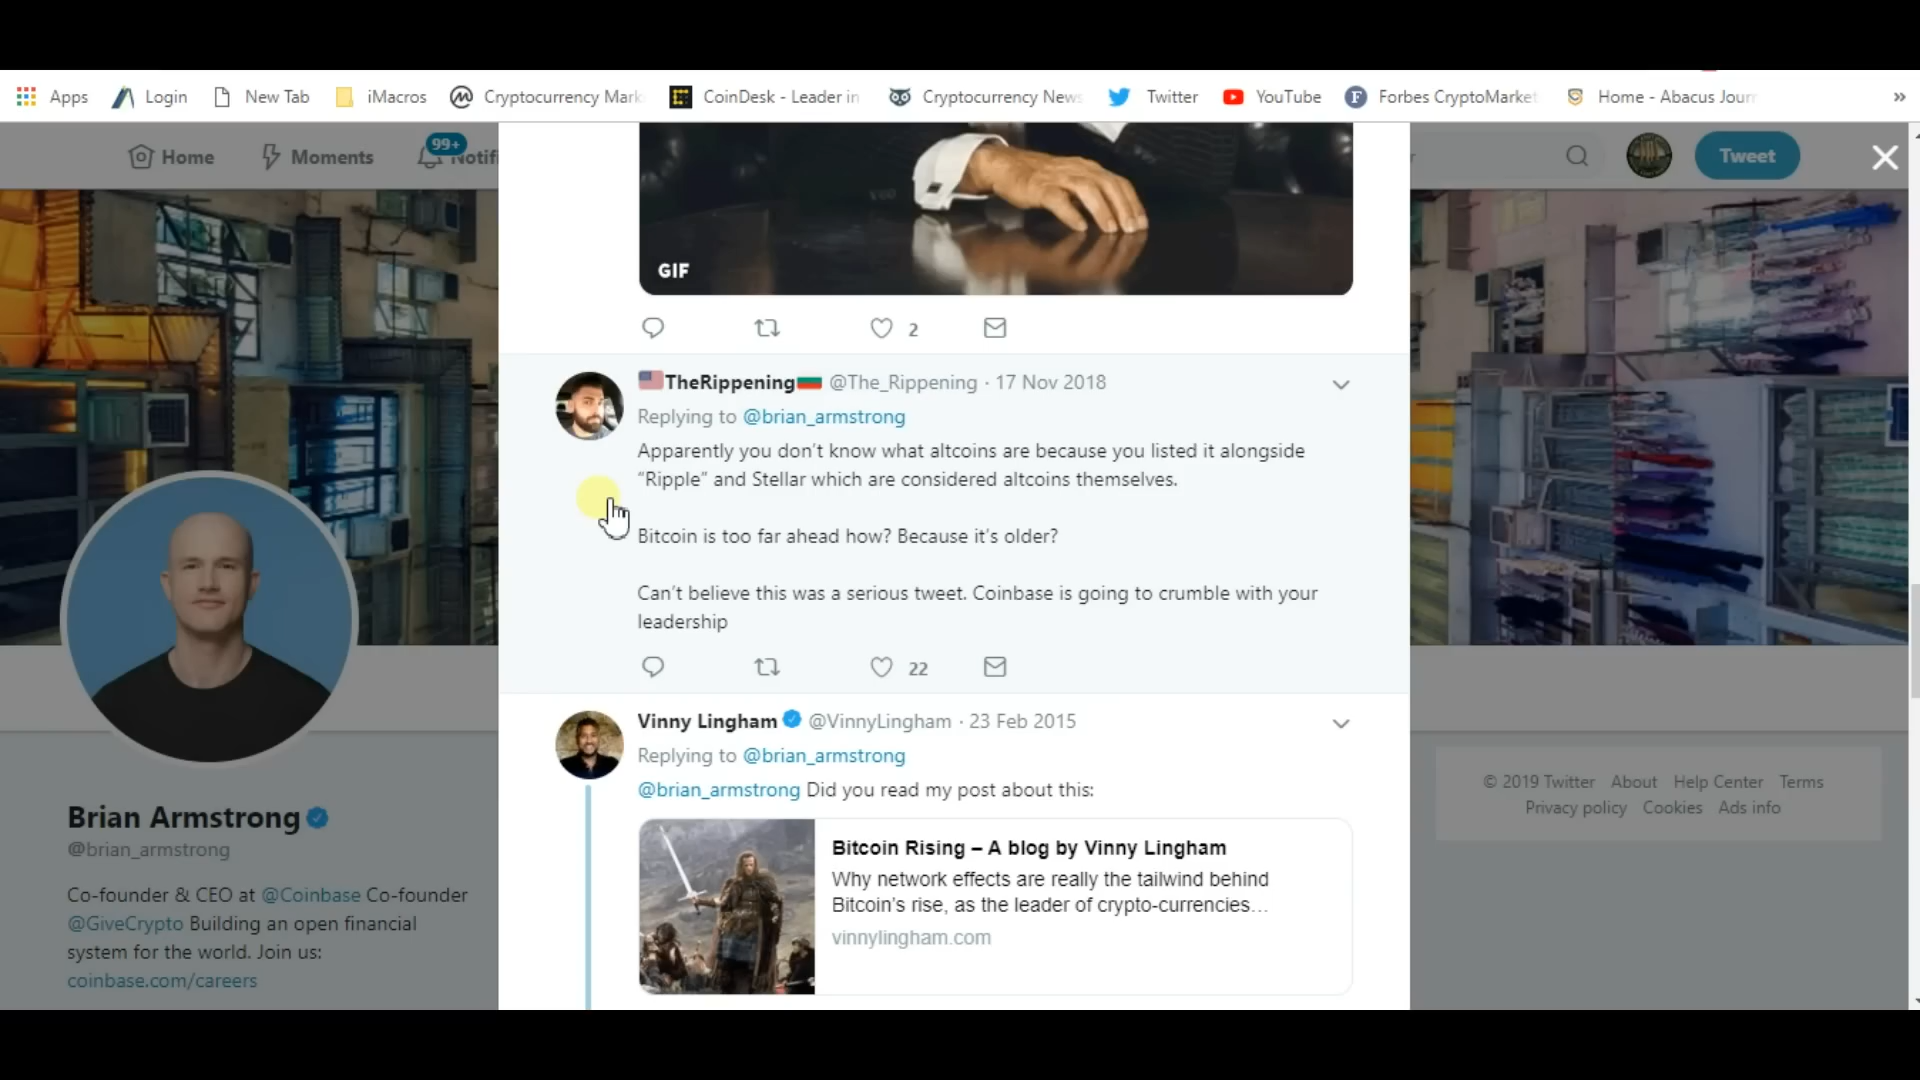 Apps Login New Tab iMacros Cryptocurrency Mark CoinDesk - Leader in Cryptocurrency News Twitter YouTube Forbes CryptoMarket Home - Abacus Jour »
Home Moments 99+ Notifi Tweet
GIF
2
TheRippening @The_Rippening · 17 Nov 2018
Replying to @brian_armstrong
Apparently you don't know what altcoins are because you listed it alongside
“Ripple” and Stellar which are considered altcoins themselves.
Bitcoin is too far ahead how? Because it's older?
Can't believe this was a serious tweet. Coinbase is going to crumble with your
leadership
22
Vinny Lingham @VinnyLingham · 23 Feb 2015
Replying to @brian_armstrong
@brian_armstrong Did you read my post about this:
Bitcoin Rising – A blog by Vinny Lingham
Why network effects are really the tailwind behind
Bitcoin's rise, as the leader of crypto-currencies...
vinnylingham.com
Brian Armstrong
@brian_armstrong
Co-founder & CEO at @Coinbase Co-founder
@GiveCrypto Building an open financial
system for the world. Join us:
coinbase.com/careers
© 2019 Twitter About Help Center Terms
Privacy policy Cookies Ads info